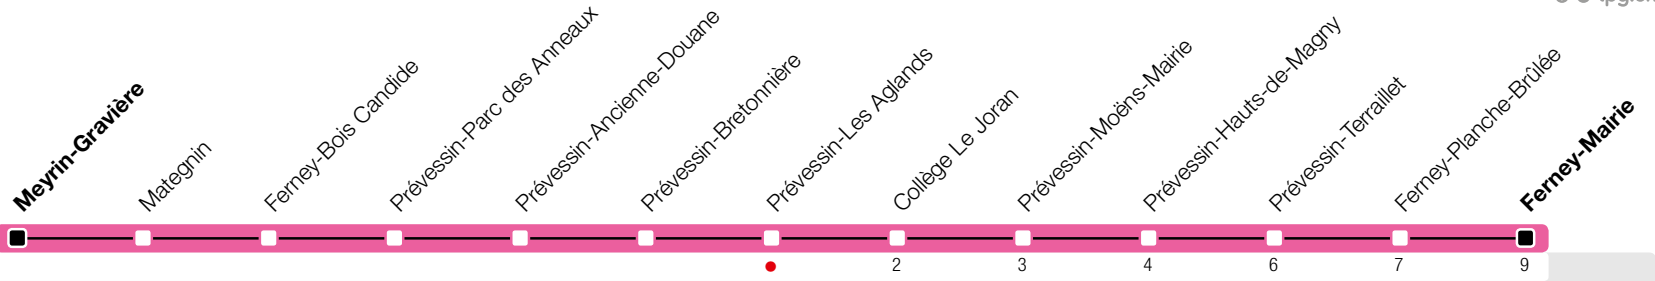 Meyrin-Gravière
Mategnin
Ferney-Bois Candide
Prévessin-Parc des Anneaux
Prévessin-Ancienne-Douane
Prévessin-Bretonnière
Prévessin-Les Aglands
Collège Le Joran
Prévessin-Moëns-Mairie
Prévessin-Hauts-de-Magny
Prévessin-Terraillet
Ferney-Planche-Brûlée
Ferney-Mairie
2 3 4 6 7 9